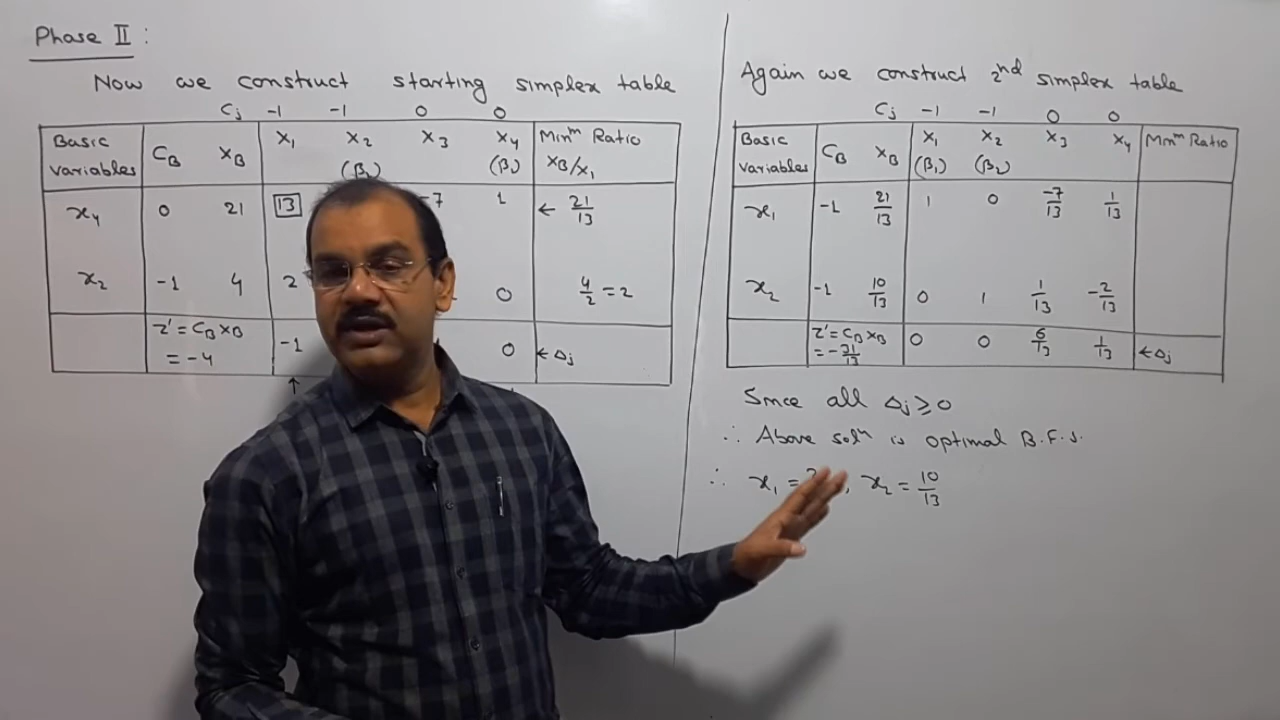 Phase II :
Now we construct starting simplex table
Cj -1 -1 0 0
Basic variables CB XB X1 X2 (β2) X3 X4 (β1) Minm Ratio XB/X1
x4 0 21 13 -7 1 ← 21/13
x2 -1 4 2 0 4/2 = 2
Z' = CB XB = -4 -1 0 ← Δj
↑
Again we construct 2nd simplex table
Cj -1 -1 0 0
Basic variables CB XB X1 (β1) X2 (β2) X3 X4 Minm Ratio
x1 -1 21/13 1 0 -7/13 1/13
x2 -1 10/13 0 1 1/13 -2/13
Z' = CB XB = -31/13 0 0 6/13 1/13 ← Δj
Since all Δj ≥ 0
∴ Above soln is optimal B.F.S.
∴ x1 = , x2 = 10/13